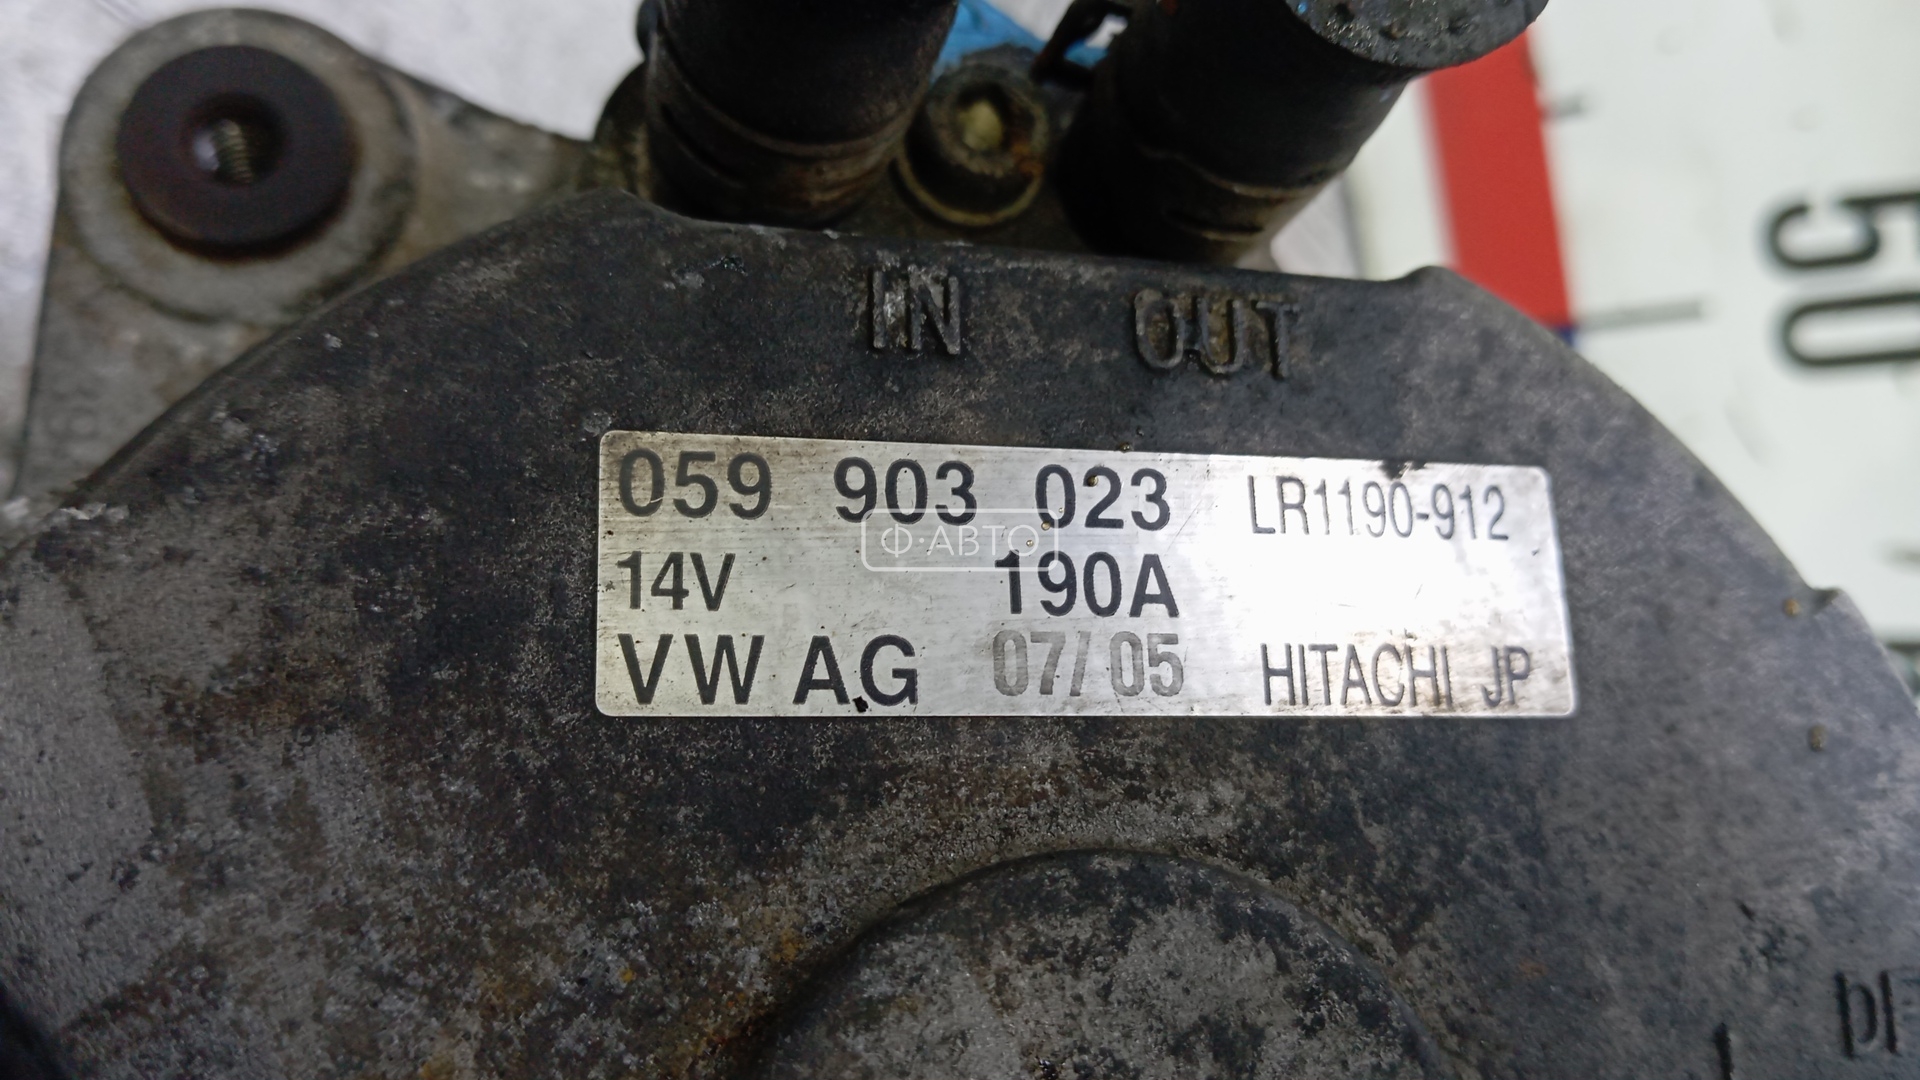 IN OUT
059 903 023 LR1190-912
Ф·АВТО
14V 190A
VW AG 07/05 HITACHI JP
50